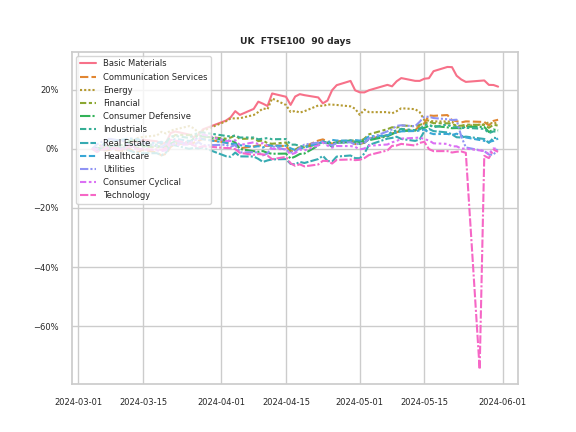 UK FTSE100 90 days
Basic Materials
Communication Services
Energy
Financial
Consumer Defensive
Industrials
Real Estate
Healthcare
Utilities
Consumer Cyclical
Technology
20%
0%
−20%
−40%
−60%
2024-03-01 2024-03-15 2024-04-01 2024-04-15 2024-05-01 2024-05-15 2024-06-01